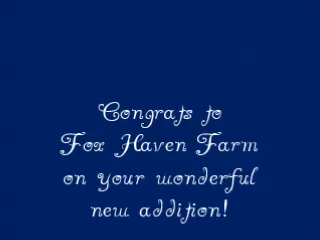 Congrats to
Fox Haven Farm
on your wonderful
new addition!